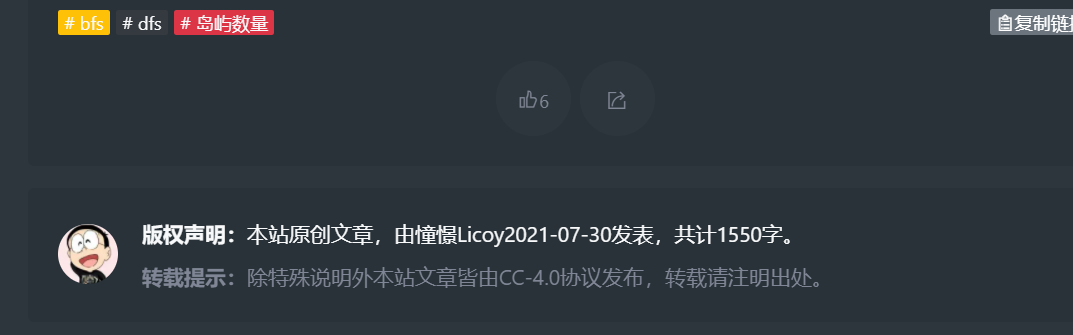 # bfs # dfs # 岛屿数量 复制链
6
版权声明：本站原创文章，由憧憬Licoy2021-07-30发表，共计1550字。
转载提示：除特殊说明外本站文章皆由CC-4.0协议发布，转载请注明出处。